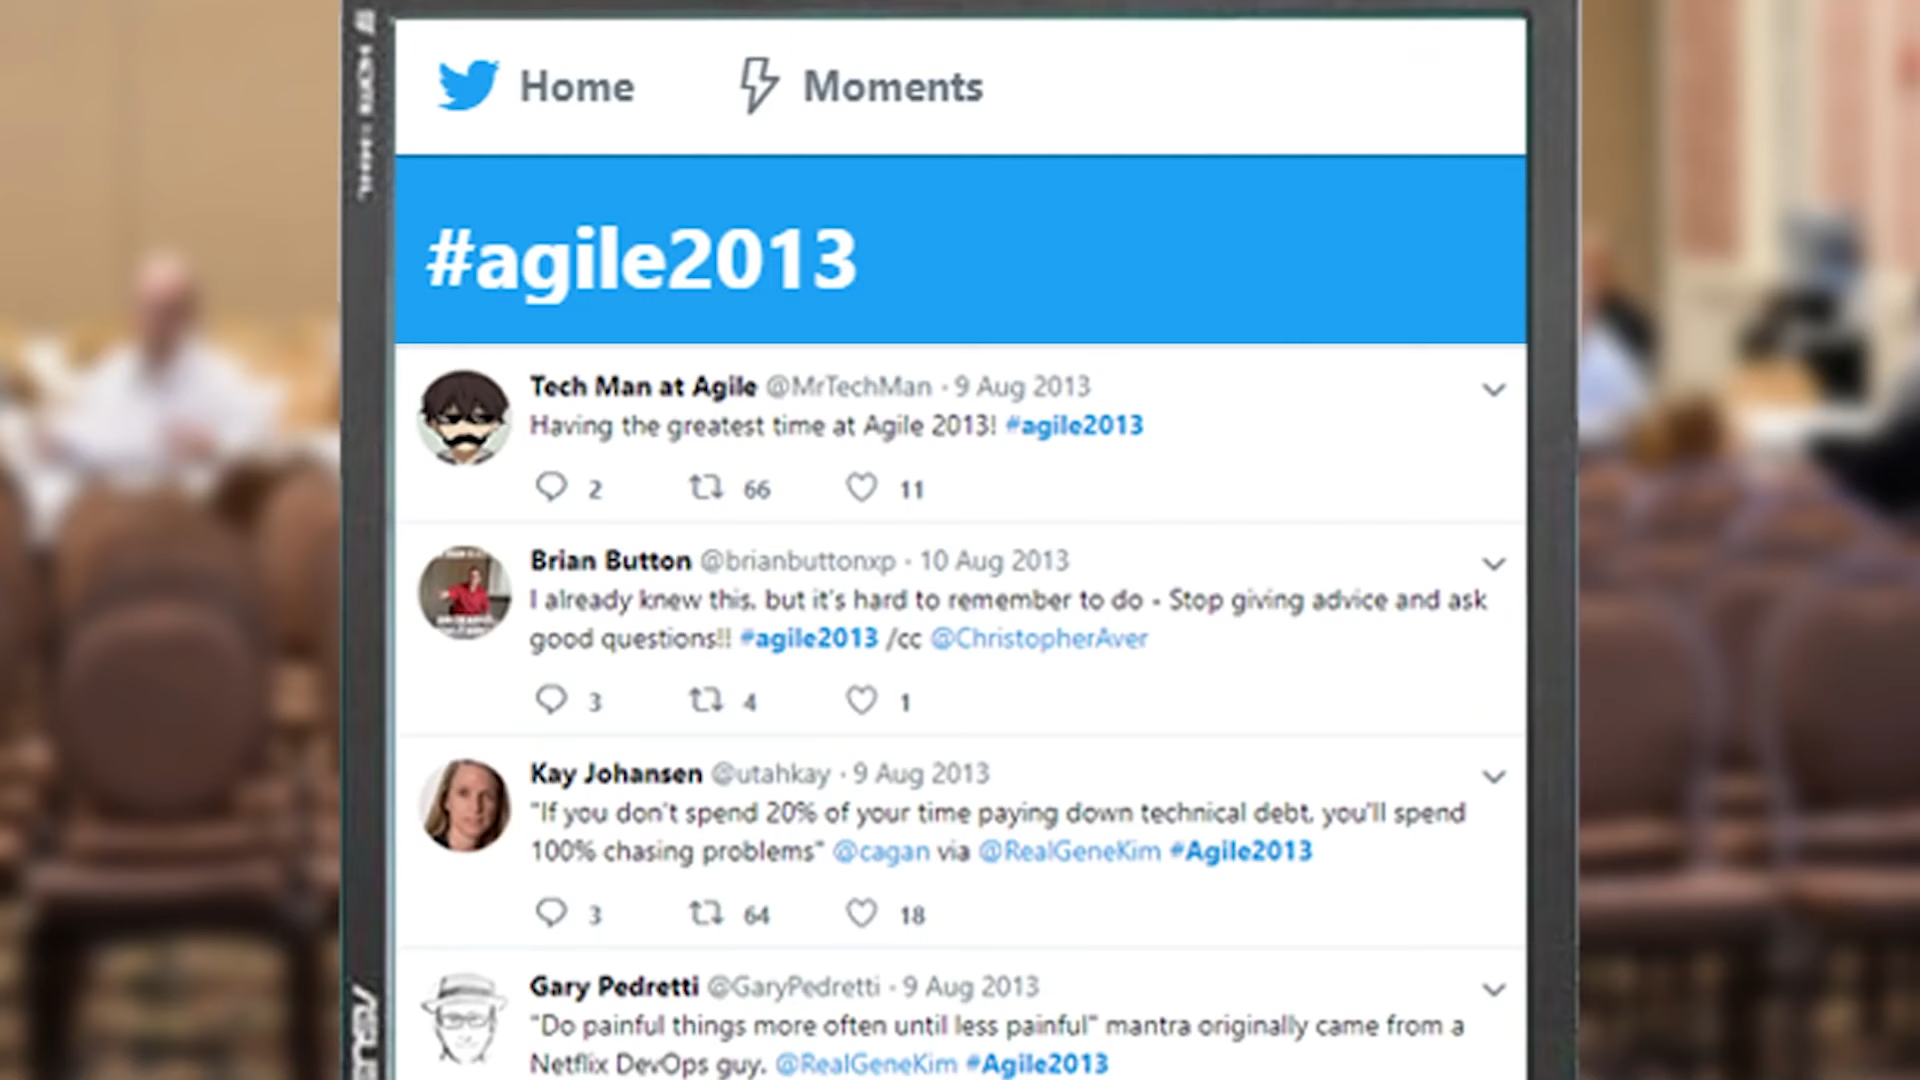 Home Moments
#agile2013
Tech Man at Agile @MrTechMan · 9 Aug 2013
Having the greatest time at Agile 2013! #agile2013
2 66 11
Brian Button @brianbuttonxp · 10 Aug 2013
I already knew this, but it's hard to remember to do - Stop giving advice and ask
good questions!! #agile2013 /cc @ChristopherAver
3 4 1
Kay Johansen @utahkay · 9 Aug 2013
"If you don't spend 20% of your time paying down technical debt, you'll spend
100% chasing problems" @cagan via @RealGeneKim #Agile2013
3 64 18
Gary Pedretti @GaryPedretti · 9 Aug 2013
"Do painful things more often until less painful" mantra originally came from a
Netflix DevOps guy. @RealGeneKim #Agile2013